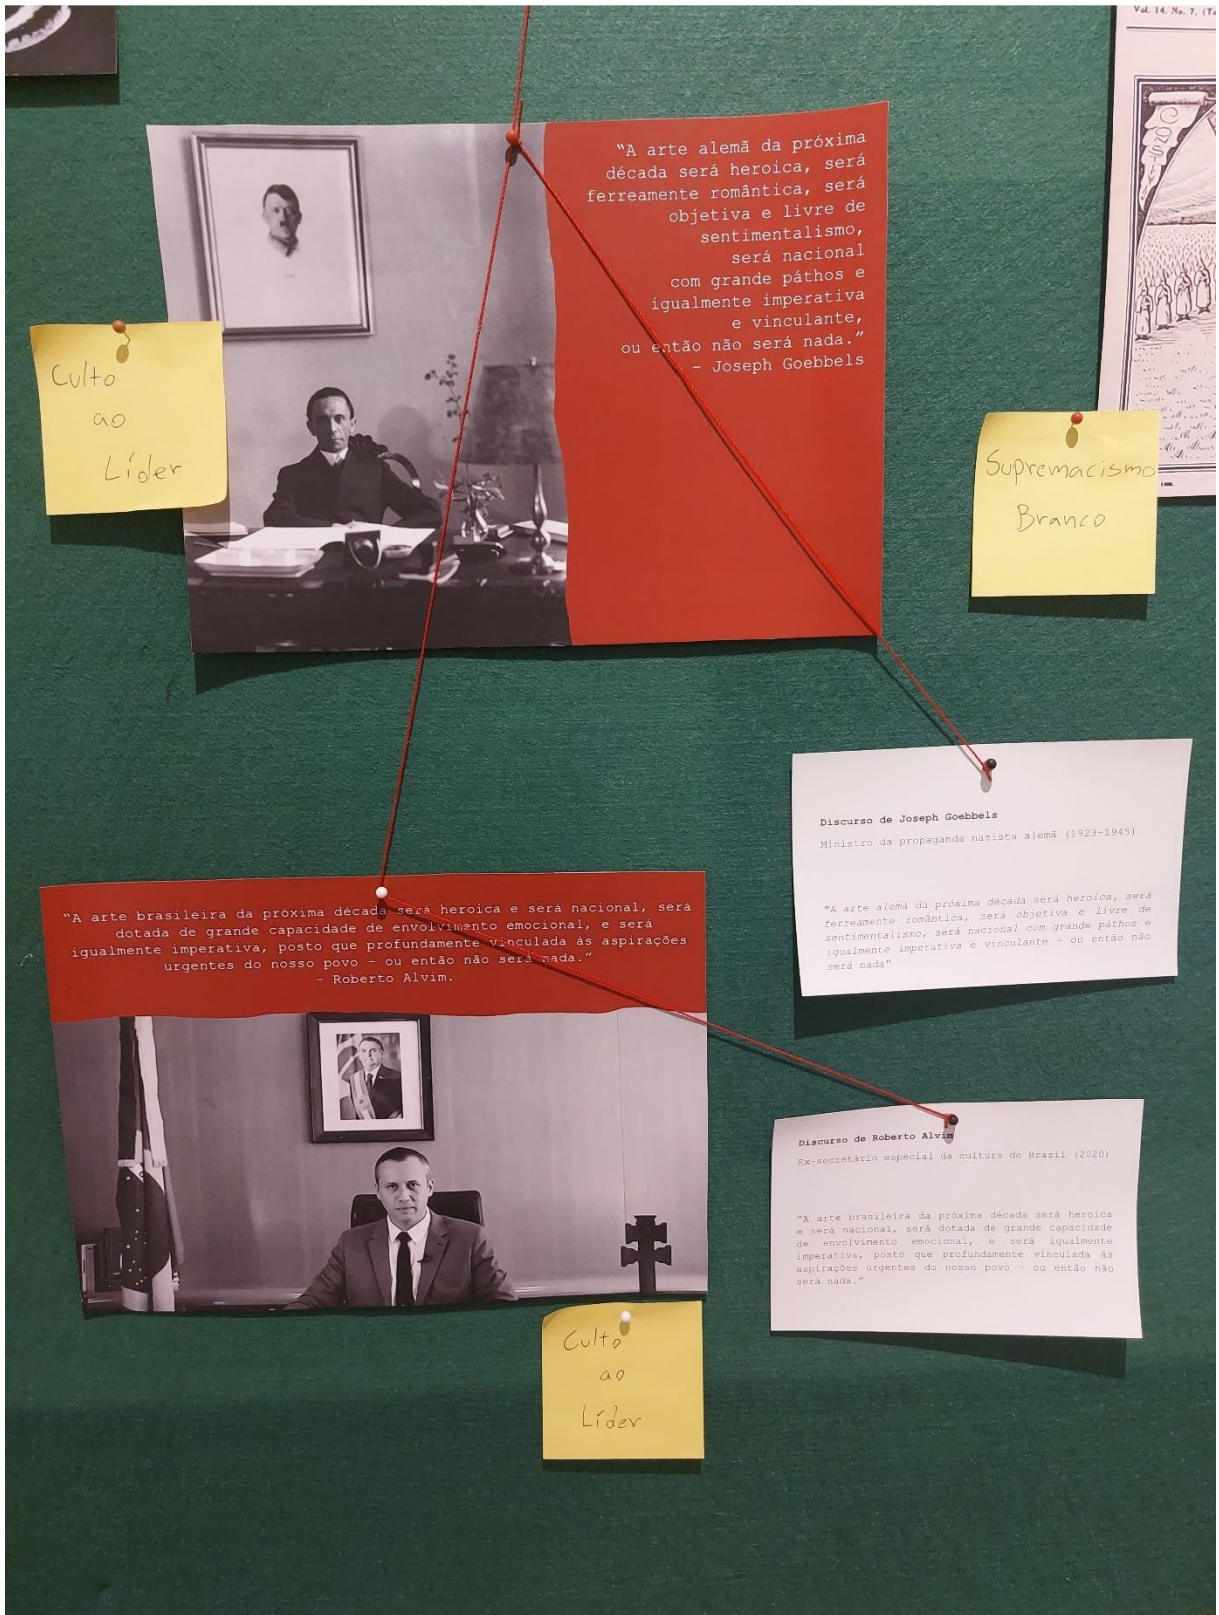 Vol. 14. No. 7.
"A arte alemã da próxima
década será heroica, será
ferreamente romântica, será
objetiva e livre de
sentimentalismo,
será nacional
com grande páthos e
igualmente imperativa
e vinculante,
ou então não será nada."
- Joseph Goebbels
Culto
ao
Líder
Supremacismo
Branco
Discurso de Joseph Goebbels
Ministro da propaganda nazista alemã (1923-1945)
"A arte alemã da próxima década será heroica, será
ferreamente romântica, será objetiva e livre de
sentimentalismo, será nacional com grande páthos e
igualmente imperativa e vinculante - ou então não
será nada"
"A arte brasileira da próxima década será heroica e será nacional, será
dotada de grande capacidade de envolvimento emocional, e será
igualmente imperativa, posto que profundamente vinculada às aspirações
urgentes do nosso povo - ou então não será nada."
- Roberto Alvim.
Discurso de Roberto Alvim
Ex-secretário especial da cultura do Brasil (2020)
"A arte brasileira da próxima década será heroica
e será nacional, será dotada de grande capacidade
de envolvimento emocional, e será igualmente
imperativa, posto que profundamente vinculada às
aspirações urgentes do nosso povo - ou então não
será nada."
Culto
ao
Líder